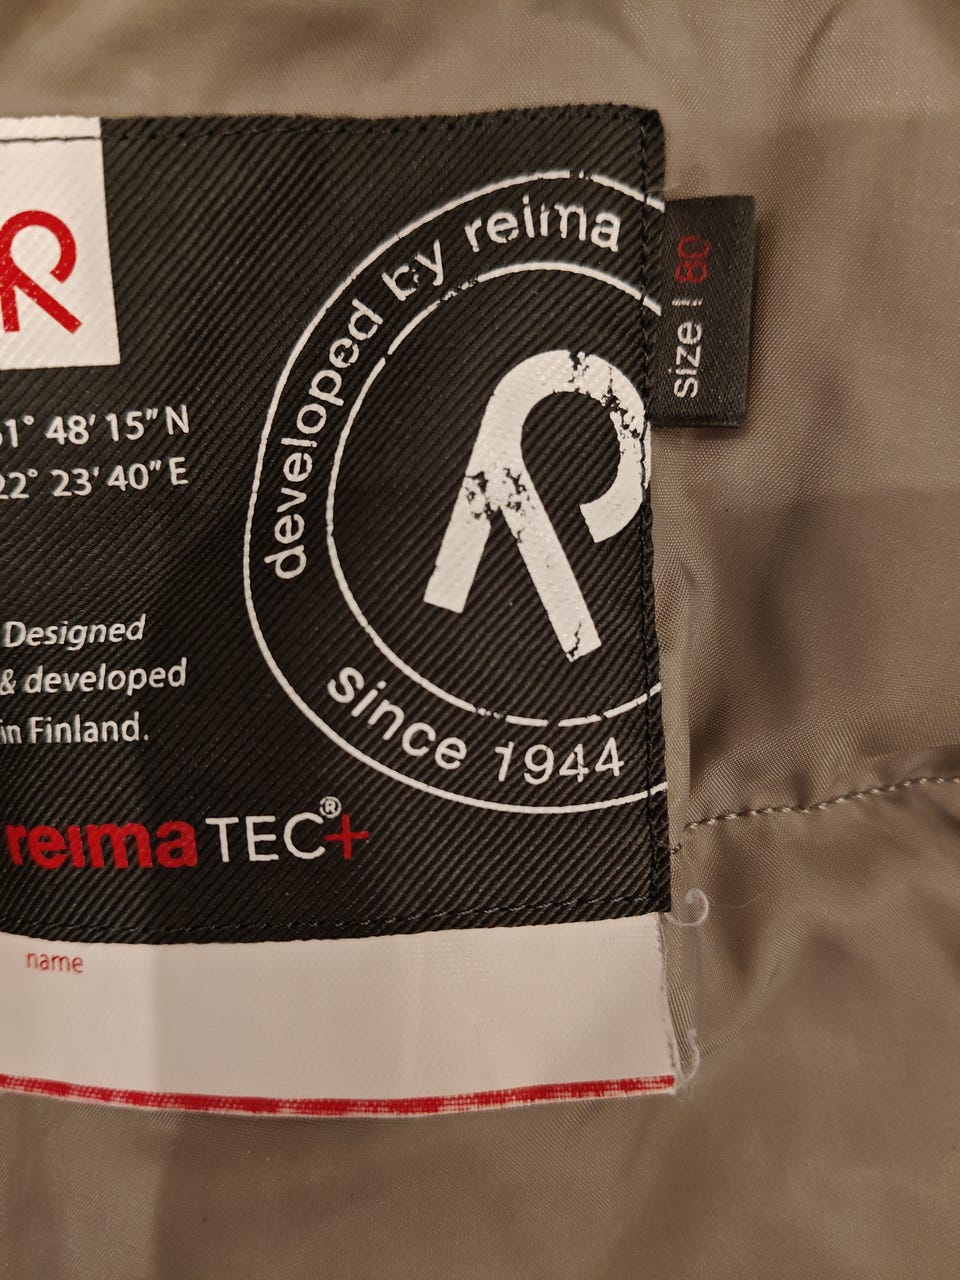 developed by reima
size | 80
1° 48' 15" N
22° 23' 40" E
Designed
& developed
in Finland.
since 1944
reima TEC®+
name